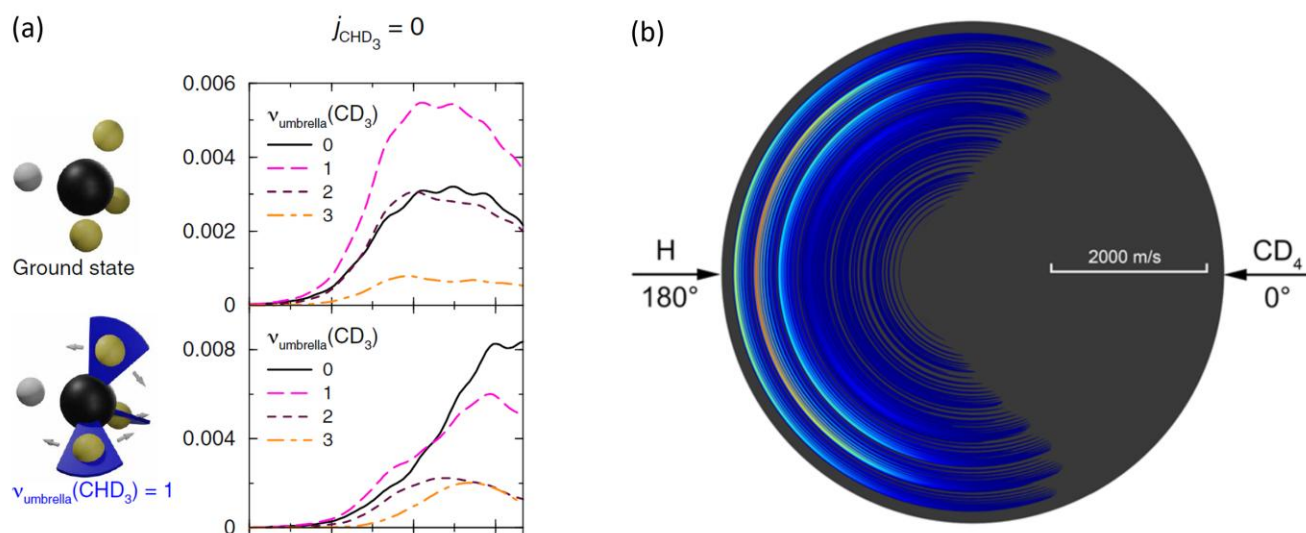 (a)
j_CHD₃ = 0
0.006
0.004
0.002
0
ν_umbrella(CD₃)
0
1
2
3
Ground state
0.008
0.004
0
ν_umbrella(CD₃)
0
1
2
3
ν_umbrella(CHD₃) = 1
(b)
H
180°
2000 m/s
CD₄
0°